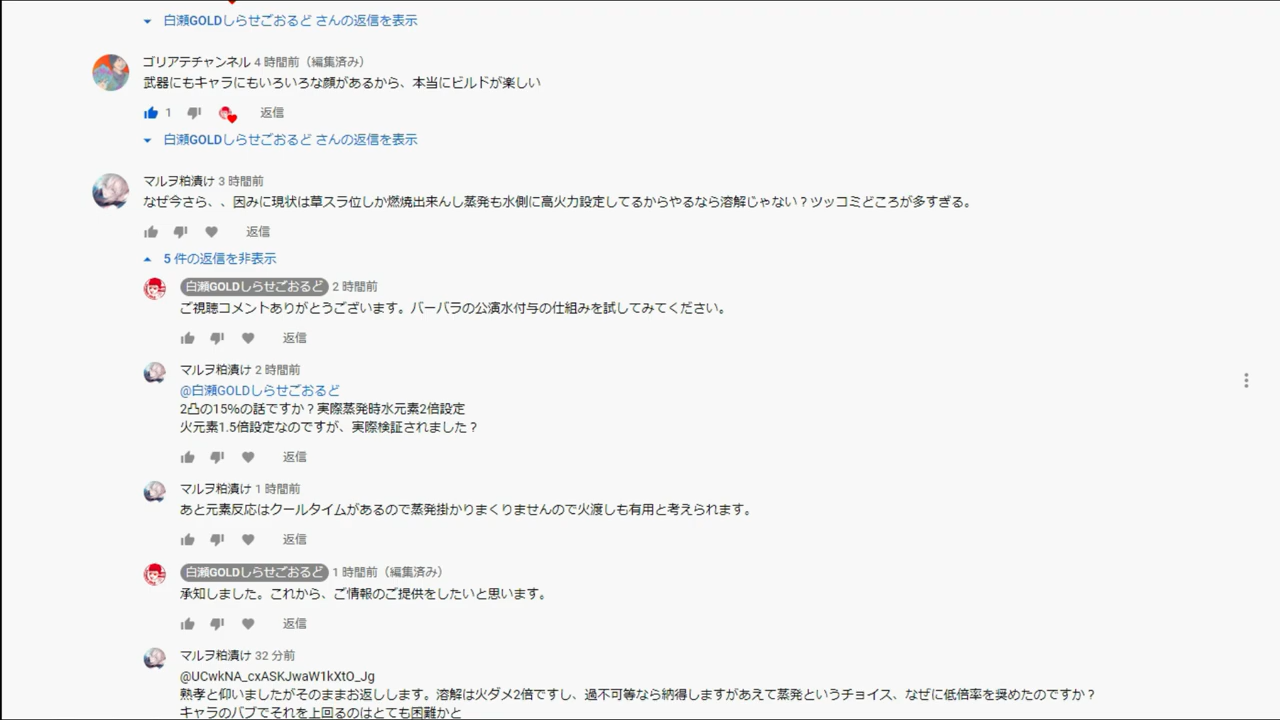 白瀬GOLDしらせごおるど さんの返信を表示
ゴリアテチャンネル 4 時間前（編集済み）
武器にもキャラにもいろいろな顔があるから、本当にビルドが楽しい
1 返信
白瀬GOLDしらせごおるど さんの返信を表示
マルヲ粕漬け 3 時間前
なぜ今さら、、因みに現状は草スラ位しか燃焼出来んし蒸発も水側に高火力設定してるからやるなら溶解じゃない？ツッコミどころが多すぎる。
返信
5 件の返信を非表示
白瀬GOLDしらせごおるど 2 時間前
ご視聴コメントありがとうございます。バーバラの公演水付与の仕組みを試してみてください。
返信
マルヲ粕漬け 2 時間前
@白瀬GOLDしらせごおるど
2凸の15%の話ですか？実際蒸発時水元素2倍設定
火元素1.5倍設定なのですが、実際検証されました？
返信
マルヲ粕漬け 1 時間前
あと元素反応はクールタイムがあるので蒸発掛かりまくりませんので火渡しも有用と考えられます。
返信
白瀬GOLDしらせごおるど 1 時間前（編集済み）
承知しました。これから、ご情報のご提供をしたいと思います。
返信
マルヲ粕漬け 32 分前
@UCwkNA_cxASKJwaW1kXtO_Jg
熟孝と仰いましたがそのままお返しします。溶解は火ダメ2倍ですし、過不可等なら納得しますがあえて蒸発というチョイス、なぜに低倍率を奨めたのですか？
キャラのバブでそれを上回るのはとても困難かと